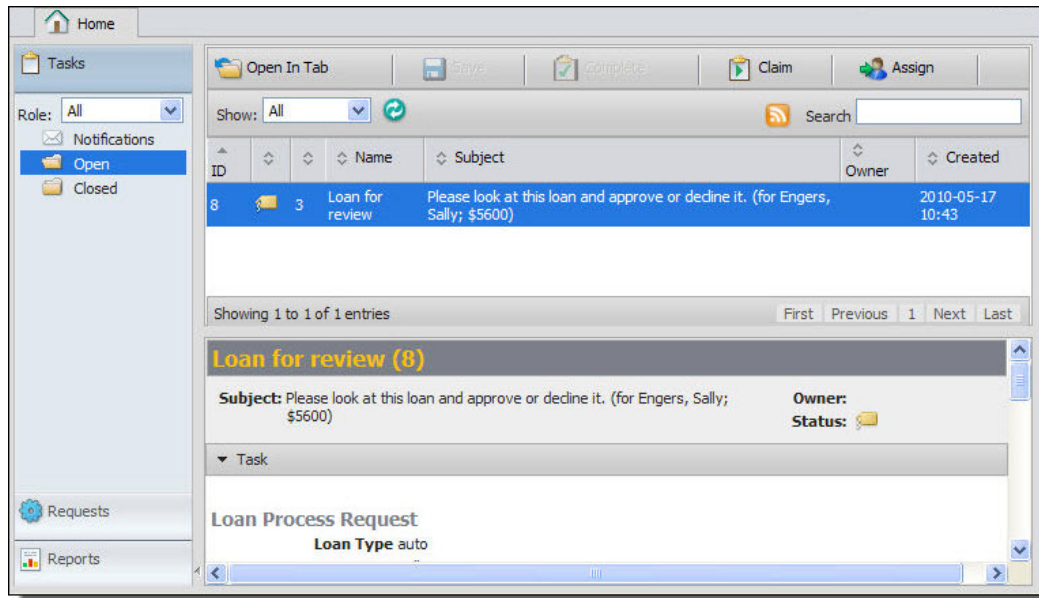 Home
Tasks
Open In Tab
Save
Complete
Claim
Assign
Role: All
Show: All
Search
Notifications
Open
Closed
ID
Name
Subject
Owner
Created
8
3
Loan for
review
Please look at this loan and approve or decline it. (for Engers,
Sally; $5600)
2010-05-17
10:43
Showing 1 to 1 of 1 entries
First Previous 1 Next Last
Loan for review (8)
Subject: Please look at this loan and approve or decline it. (for Engers, Sally;
$5600)
Owner:
Status:
Task
Loan Process Request
Loan Type auto
Requests
Reports